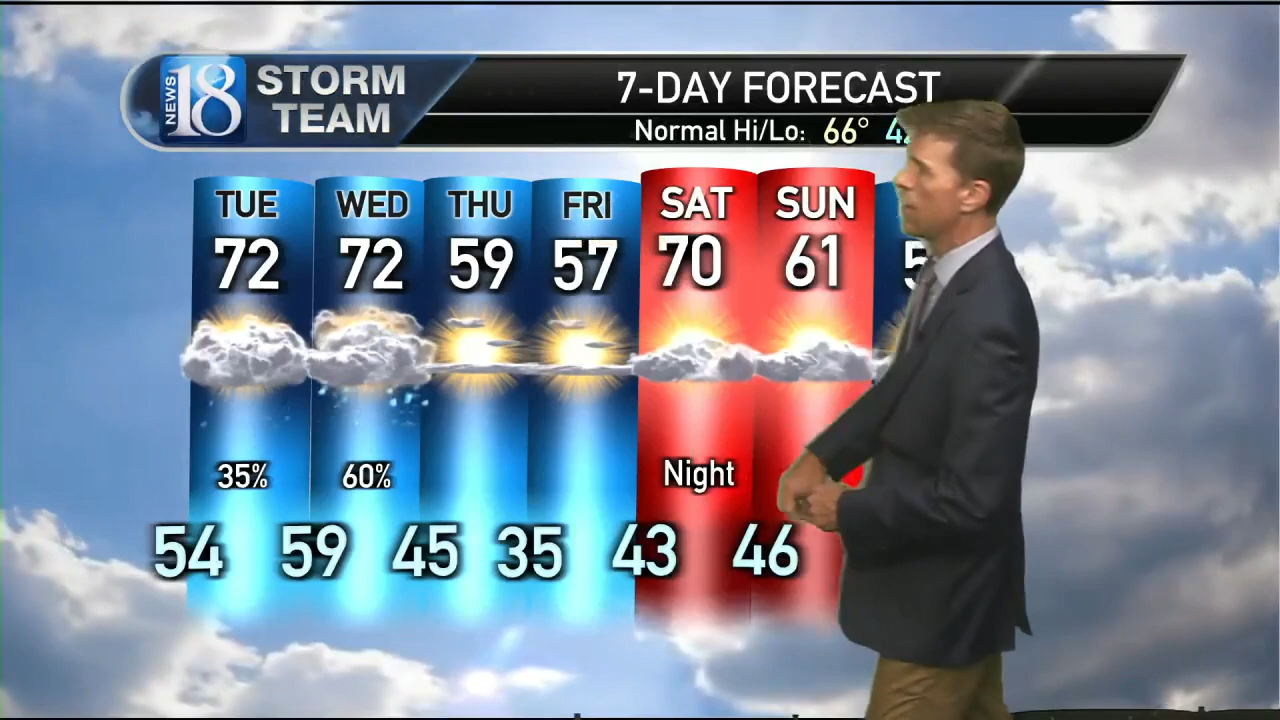 NEWS 18 STORM TEAM
7-DAY FORECAST
Normal Hi/Lo: 66°
TUE WED THU FRI SAT SUN
72 72 59 57 70 61
35% 60% Night
54 59 45 35 43 46